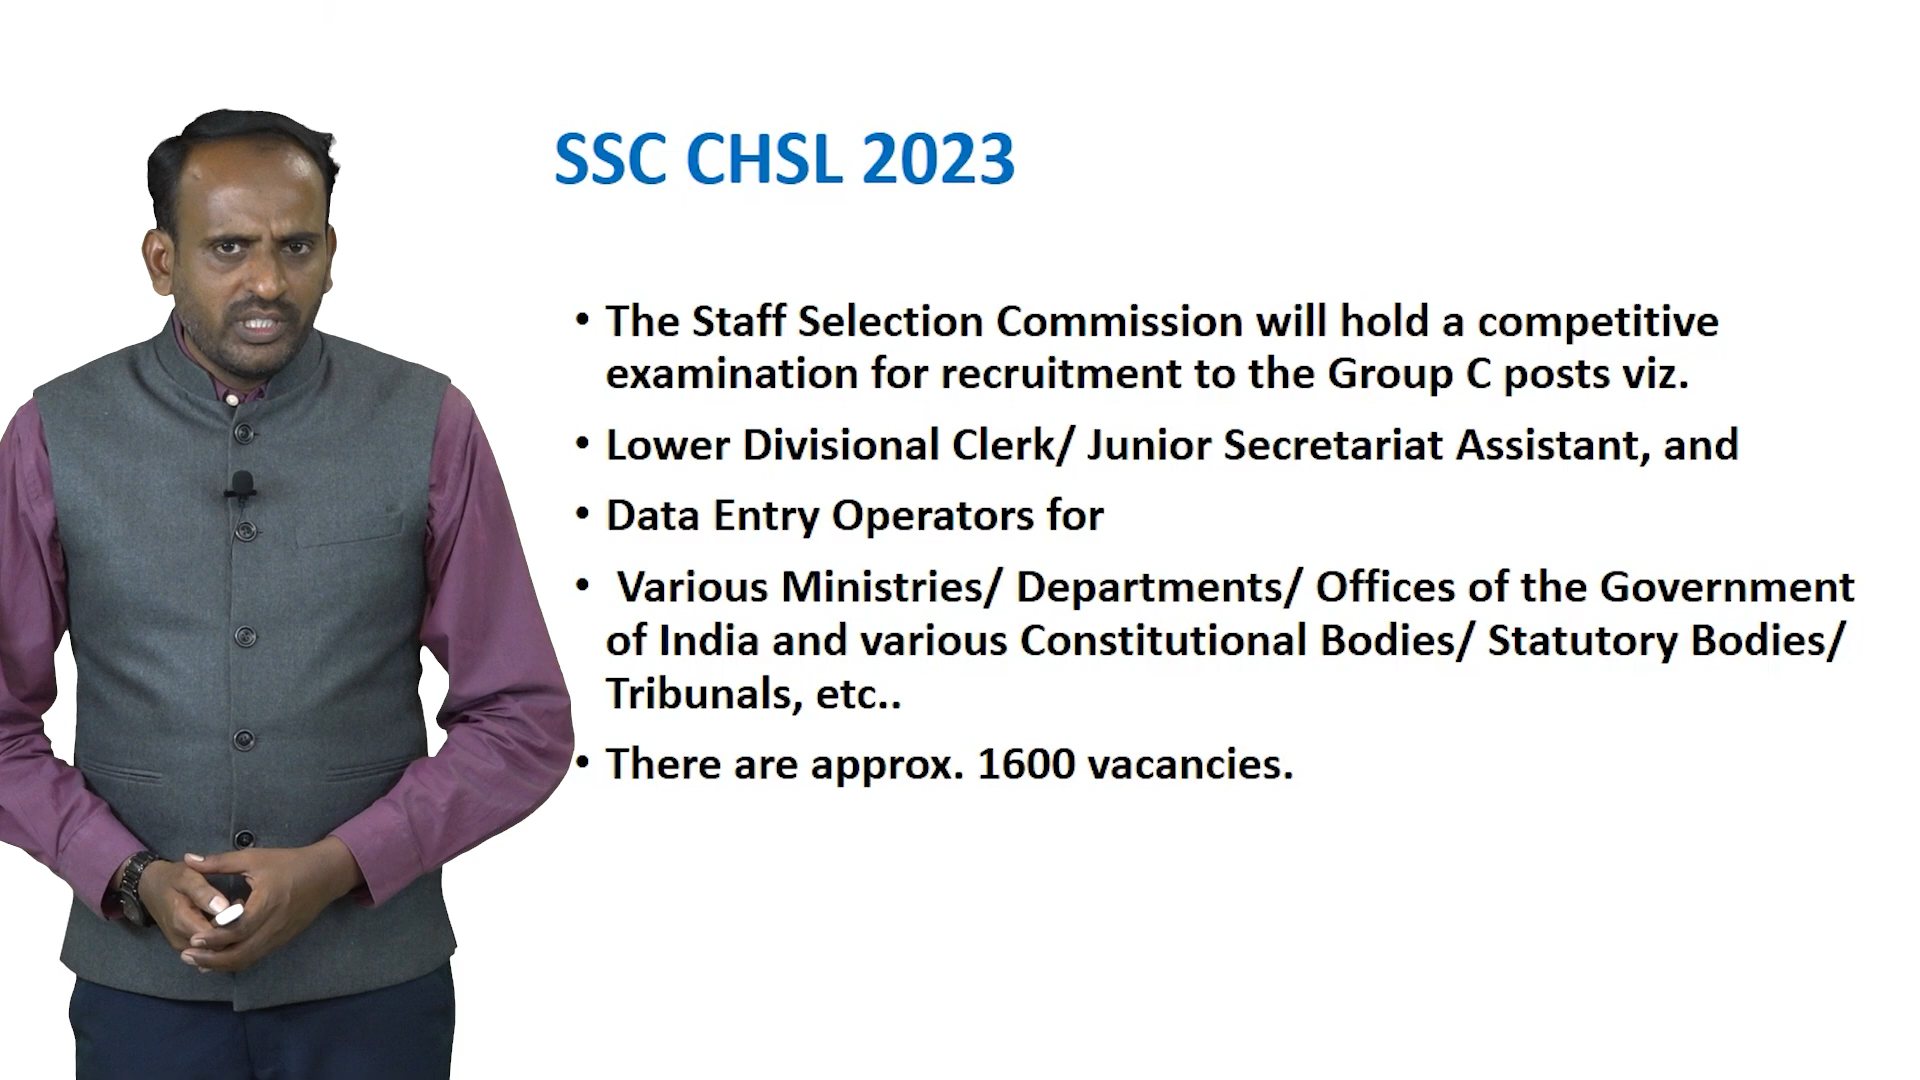 SSC CHSL 2023
• The Staff Selection Commission will hold a competitive
examination for recruitment to the Group C posts viz.
• Lower Divisional Clerk/ Junior Secretariat Assistant, and
• Data Entry Operators for
• Various Ministries/ Departments/ Offices of the Government
of India and various Constitutional Bodies/ Statutory Bodies/
Tribunals, etc..
• There are approx. 1600 vacancies.